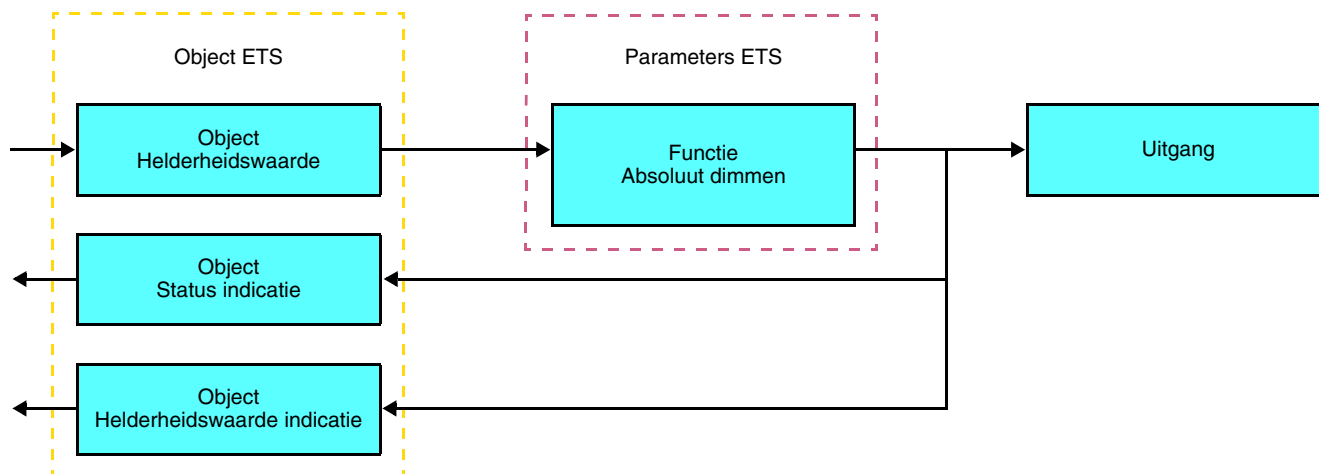 Object ETS
Parameters ETS
Object
Helderheidswaarde
Functie
Absoluut dimmen
Uitgang
Object
Status indicatie
Object
Helderheidswaarde indicatie